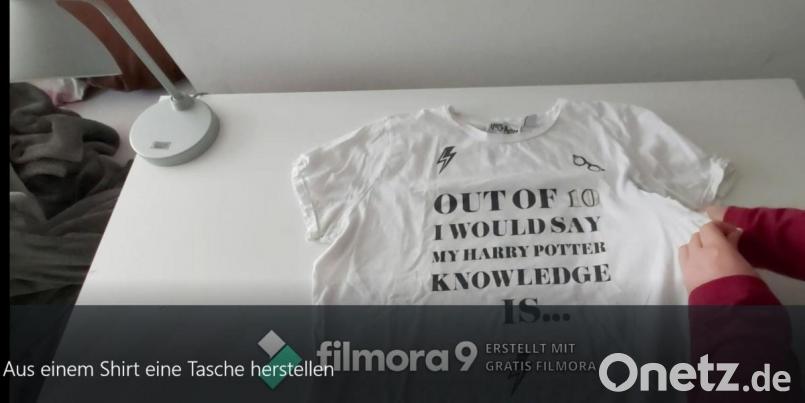 OUT OF 10
I WOULD SAY
MY HARRY POTTER
KNOWLEDGE
IS...
filmora 9 ERSTELLT MIT
GRATIS FILMORA
Aus einem Shirt eine Tasche herstellen
Onetz.de